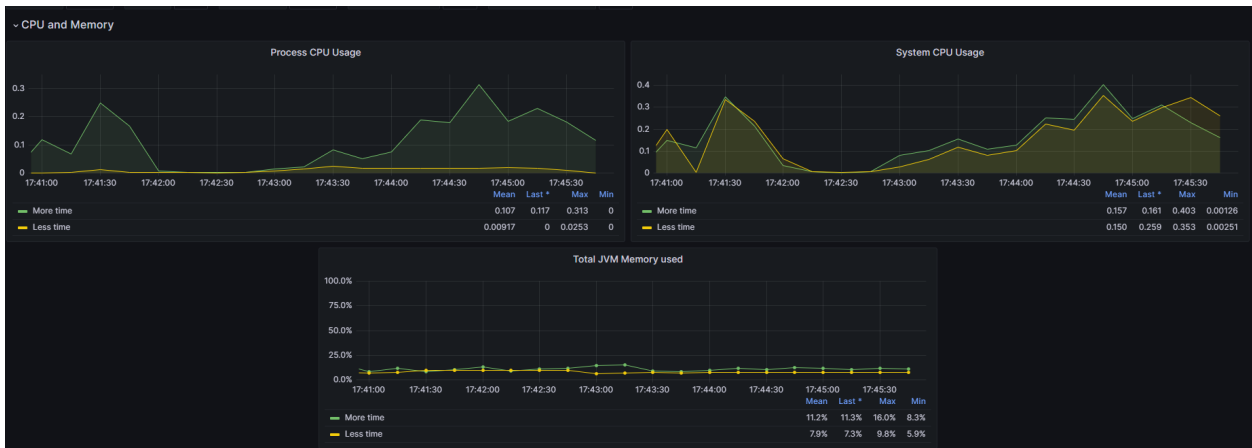 CPU and Memory
Process CPU Usage
0.3
0.2
0.1
0
17:41:00 17:41:30 17:42:00 17:42:30 17:43:00 17:43:30 17:44:00 17:44:30 17:45:00 17:45:30
Mean Last * Max Min
More time 0.107 0.117 0.313 0
Less time 0.00917 0 0.0253 0
System CPU Usage
0.4
0.3
0.2
0.1
0
17:41:00 17:41:30 17:42:00 17:42:30 17:43:00 17:43:30 17:44:00 17:44:30 17:45:00 17:45:30
Mean Last * Max Min
More time 0.157 0.161 0.403 0.00126
Less time 0.150 0.259 0.353 0.00251
Total JVM Memory used
100.0%
75.0%
50.0%
25.0%
0.0%
17:41:00 17:41:30 17:42:00 17:42:30 17:43:00 17:43:30 17:44:00 17:44:30 17:45:00 17:45:30
Mean Last * Max Min
More time 11.2% 11.3% 16.0% 8.3%
Less time 7.9% 7.3% 9.8% 5.9%